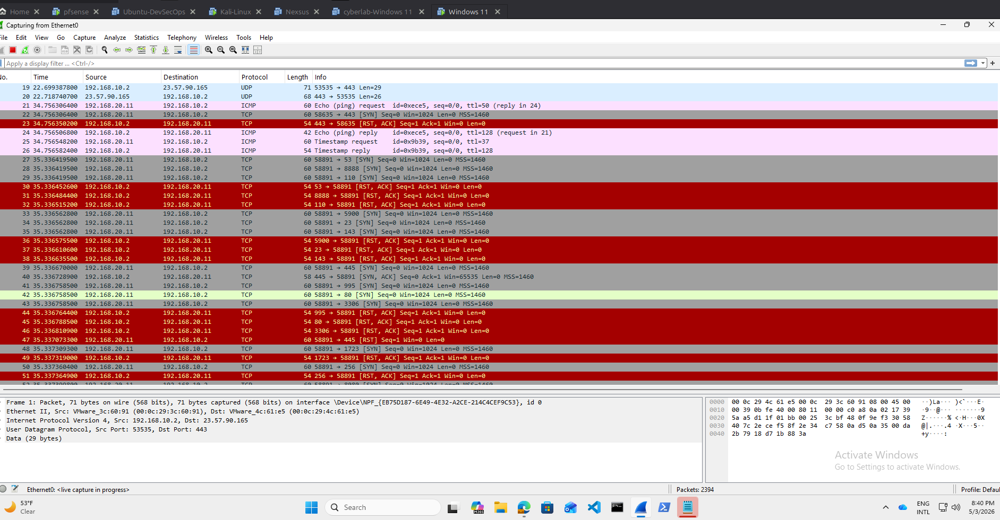 Home pfsense Ubuntu-DevSecOps Kali-Linux Nexsus cyberlab-Windows 11 Windows 11
Capturing from Ethernet0
File Edit View Go Capture Analyze Statistics Telephony Wireless Tools Help
Apply a display filter ... <Ctrl-/>
No. Time Source Destination Protocol Length Info
19 22.699387800 192.168.10.2 23.57.90.165 UDP 71 53535 → 443 Len=29
20 22.718740700 23.57.90.165 192.168.10.2 UDP 68 443 → 53535 Len=26
21 34.756306400 192.168.20.11 192.168.10.2 ICMP 60 Echo (ping) request id=0xece5, seq=0/0, ttl=50 (reply in 24)
22 34.756306400 192.168.20.11 192.168.10.2 TCP 60 58635 → 443 [SYN] Seq=0 Win=1024 Len=0 MSS=1460
23 34.756350200 192.168.10.2 192.168.20.11 TCP 54 443 → 58635 [RST, ACK] Seq=1 Ack=1 Win=0 Len=0
24 34.756506800 192.168.10.2 192.168.20.11 ICMP 42 Echo (ping) reply id=0xece5, seq=0/0, ttl=128 (request in 21)
25 34.756548200 192.168.20.11 192.168.10.2 ICMP 60 Timestamp request id=0x9b39, seq=0/0, ttl=37
26 34.756582400 192.168.10.2 192.168.20.11 ICMP 54 Timestamp reply id=0x9b39, seq=0/0, ttl=128
27 35.336419500 192.168.20.11 192.168.10.2 TCP 60 58891 → 53 [SYN] Seq=0 Win=1024 Len=0 MSS=1460
28 35.336419500 192.168.20.11 192.168.10.2 TCP 60 58891 → 8888 [SYN] Seq=0 Win=1024 Len=0 MSS=1460
29 35.336419500 192.168.20.11 192.168.10.2 TCP 60 58891 → 110 [SYN] Seq=0 Win=1024 Len=0 MSS=1460
30 35.336452600 192.168.10.2 192.168.20.11 TCP 54 53 → 58891 [RST, ACK] Seq=1 Ack=1 Win=0 Len=0
31 35.336484400 192.168.10.2 192.168.20.11 TCP 54 8888 → 58891 [RST, ACK] Seq=1 Ack=1 Win=0 Len=0
32 35.336515200 192.168.10.2 192.168.20.11 TCP 54 110 → 58891 [RST, ACK] Seq=1 Ack=1 Win=0 Len=0
33 35.336562800 192.168.20.11 192.168.10.2 TCP 60 58891 → 5900 [SYN] Seq=0 Win=1024 Len=0 MSS=1460
34 35.336562800 192.168.20.11 192.168.10.2 TCP 60 58891 → 23 [SYN] Seq=0 Win=1024 Len=0 MSS=1460
35 35.336562800 192.168.20.11 192.168.10.2 TCP 60 58891 → 143 [SYN] Seq=0 Win=1024 Len=0 MSS=1460
36 35.336575500 192.168.10.2 192.168.20.11 TCP 54 5900 → 58891 [RST, ACK] Seq=1 Ack=1 Win=0 Len=0
37 35.336610600 192.168.10.2 192.168.20.11 TCP 54 23 → 58891 [RST, ACK] Seq=1 Ack=1 Win=0 Len=0
38 35.336635500 192.168.10.2 192.168.20.11 TCP 54 143 → 58891 [RST, ACK] Seq=1 Ack=1 Win=0 Len=0
39 35.336670000 192.168.20.11 192.168.10.2 TCP 60 58891 → 445 [SYN] Seq=0 Win=1024 Len=0 MSS=1460
40 35.336728900 192.168.10.2 192.168.20.11 TCP 58 445 → 58891 [SYN, ACK] Seq=0 Ack=1 Win=65535 Len=0 MSS=1460
41 35.336758500 192.168.20.11 192.168.10.2 TCP 60 58891 → 995 [SYN] Seq=0 Win=1024 Len=0 MSS=1460
42 35.336758500 192.168.20.11 192.168.10.2 TCP 60 58891 → 80 [SYN] Seq=0 Win=1024 Len=0 MSS=1460
43 35.336758500 192.168.20.11 192.168.10.2 TCP 60 58891 → 3306 [SYN] Seq=0 Win=1024 Len=0 MSS=1460
44 35.336764400 192.168.10.2 192.168.20.11 TCP 54 995 → 58891 [RST, ACK] Seq=1 Ack=1 Win=0 Len=0
45 35.336788500 192.168.10.2 192.168.20.11 TCP 54 80 → 58891 [RST, ACK] Seq=1 Ack=1 Win=0 Len=0
46 35.336810900 192.168.10.2 192.168.20.11 TCP 54 3306 → 58891 [RST, ACK] Seq=1 Ack=1 Win=0 Len=0
47 35.337073300 192.168.20.11 192.168.10.2 TCP 60 58891 → 445 [RST] Seq=1 Win=0 Len=0
48 35.337309300 192.168.20.11 192.168.10.2 TCP 60 58891 → 1723 [SYN] Seq=0 Win=1024 Len=0 MSS=1460
49 35.337319000 192.168.10.2 192.168.20.11 TCP 54 1723 → 58891 [RST, ACK] Seq=1 Ack=1 Win=0 Len=0
50 35.337360400 192.168.20.11 192.168.10.2 TCP 60 58891 → 256 [SYN] Seq=0 Win=1024 Len=0 MSS=1460
51 35.337364900 192.168.10.2 192.168.20.11 TCP 54 256 → 58891 [RST, ACK] Seq=1 Ack=1 Win=0 Len=0
52 35.337399800 192.168.20.11 192.168.10.2 TCP 60 58891 → 8080 [SYN] Seq=0 Win=1024 Len=0 MSS=1460
Frame 1: Packet, 71 bytes on wire (568 bits), 71 bytes captured (568 bits) on interface \Device\NPF_{EB75D187-6E49-4E32-A2CE-214C4CEF9C53}, id 0
Ethernet II, Src: VMware_3c:60:91 (00:0c:29:3c:60:91), Dst: VMware_4c:61:e5 (00:0c:29:4c:61:e5)
Internet Protocol Version 4, Src: 192.168.10.2, Dst: 23.57.90.165
User Datagram Protocol, Src Port: 53535, Dst Port: 443
Data (29 bytes)
0000 00 0c 29 4c 61 e5 00 0c 29 3c 60 91 08 00 45 00 ··)La··· )<`···E·
0010 00 39 0b fe 40 00 80 11 00 00 c0 a8 0a 02 17 39 ·9··@··· ·······9
0020 5a a5 d1 1f 01 bb 00 25 3c bf 48 0f 9e f3 30 58 Z······% <·H···0X
0030 40 7c 2e ce f5 8f 2e 34 c7 58 0a d5 0a 35 00 da @|.···.4 ·X···5··
0040 2b 79 18 d7 1b 88 3a +y····:
Activate Windows
Go to Settings to activate Windows.
Ethernet0: <live capture in progress> Packets: 2394 Profile: Defau
53°F
Clear
Search
M365
ENG
INTL
8:40 PM
5/3/2026